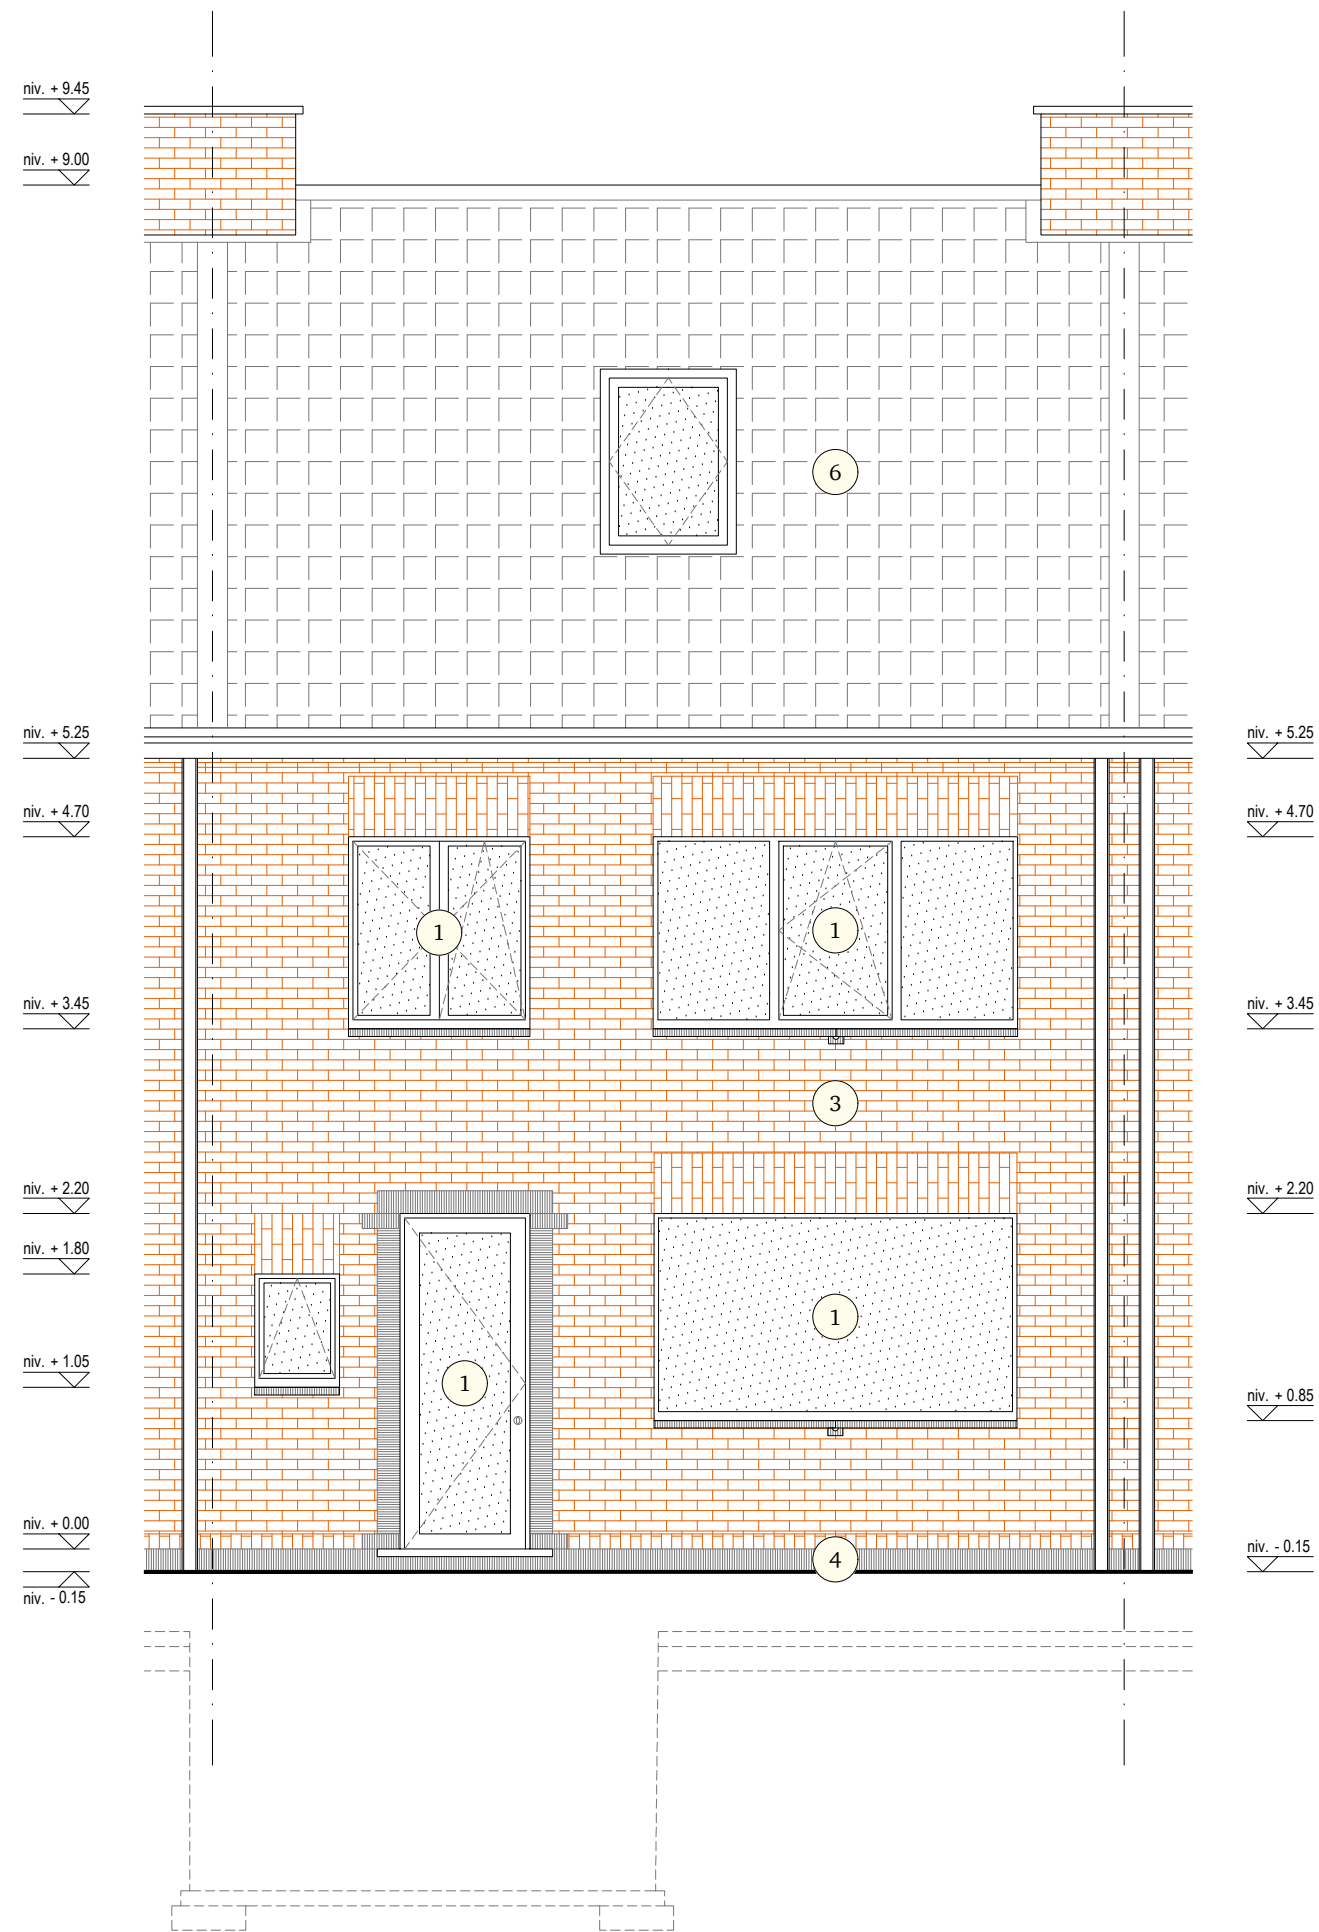 niv. + 9.45
niv. + 9.00
6
niv. + 5.25
niv. + 5.25
niv. + 4.70
niv. + 4.70
1
1
niv. + 3.45
niv. + 3.45
3
niv. + 2.20
niv. + 2.20
niv. + 1.80
1
niv. + 1.05
1
niv. + 0.85
niv. + 0.00
4
niv. - 0.15
niv. - 0.15